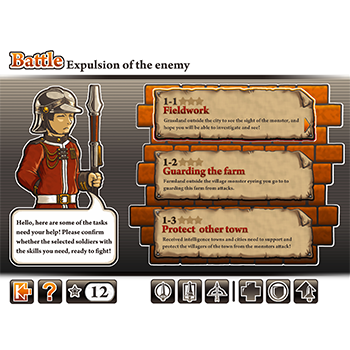 Battle Expulsion of the enemy
1-1
Fieldwork
Grassland outside the city to see the sight of the monster, and
hope you will be able to investigate and see!
1-2
Guarding the farm
Farmland outside the village monster eyeing you go to to
guarding this farm from attacks.
1-3
Protect other town
Received intelligence towns and cities need to support and
protect the villagers of the town from the monsters attack!
Hello, here are some of the tasks
need your help! Please confirm
whether the selected soldiers with
the skills you need, ready to fight!
? 12